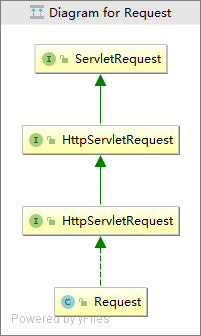 Diagram for Request
I ServletRequest
I HttpServletRequest
I HttpServletRequest
C Request
Powered by yFiles